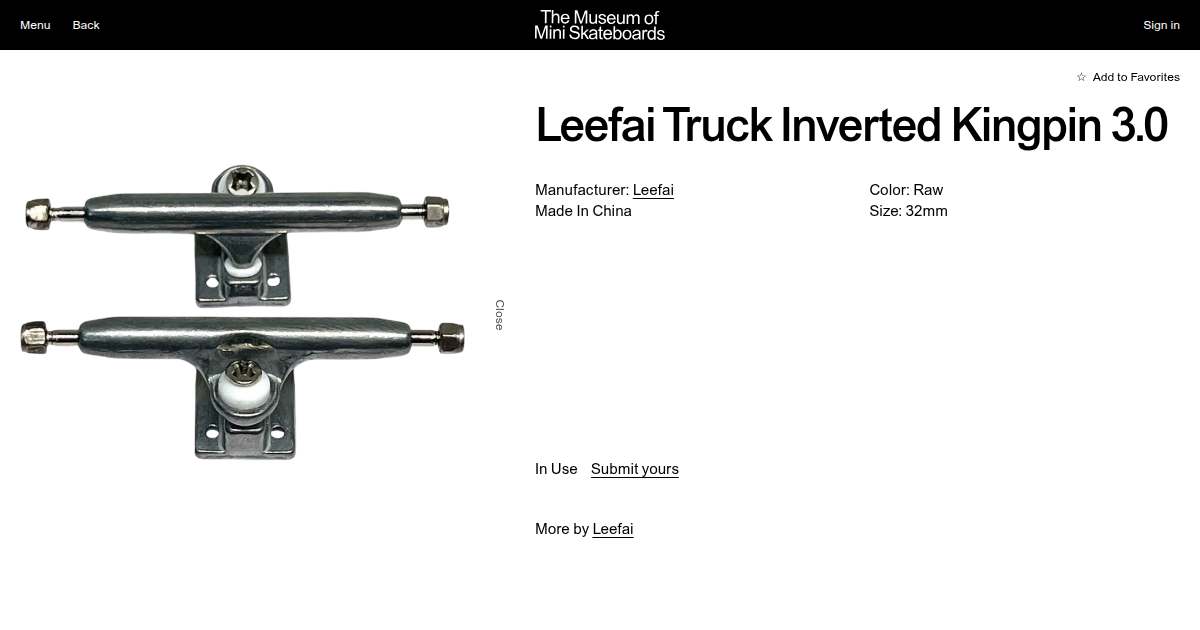 Menu
Back
The Museum of
Mini Skateboards
Sign in
☆ Add to Favorites
Leefai Truck Inverted Kingpin 3.0
Manufacturer: Leefai
Made In China
Color: Raw
Size: 32mm
Close
In Use
Submit yours
More by Leefai